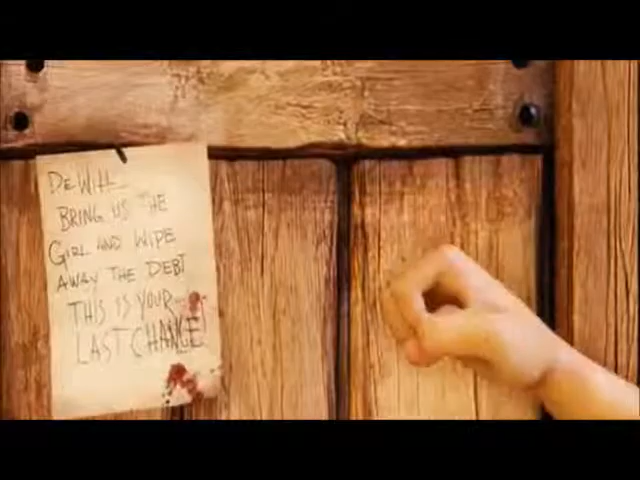 DEWITT
BRING US THE
GIRL AND WIPE
AWAY THE DEBT
THIS IS YOUR
LAST CHANCE!